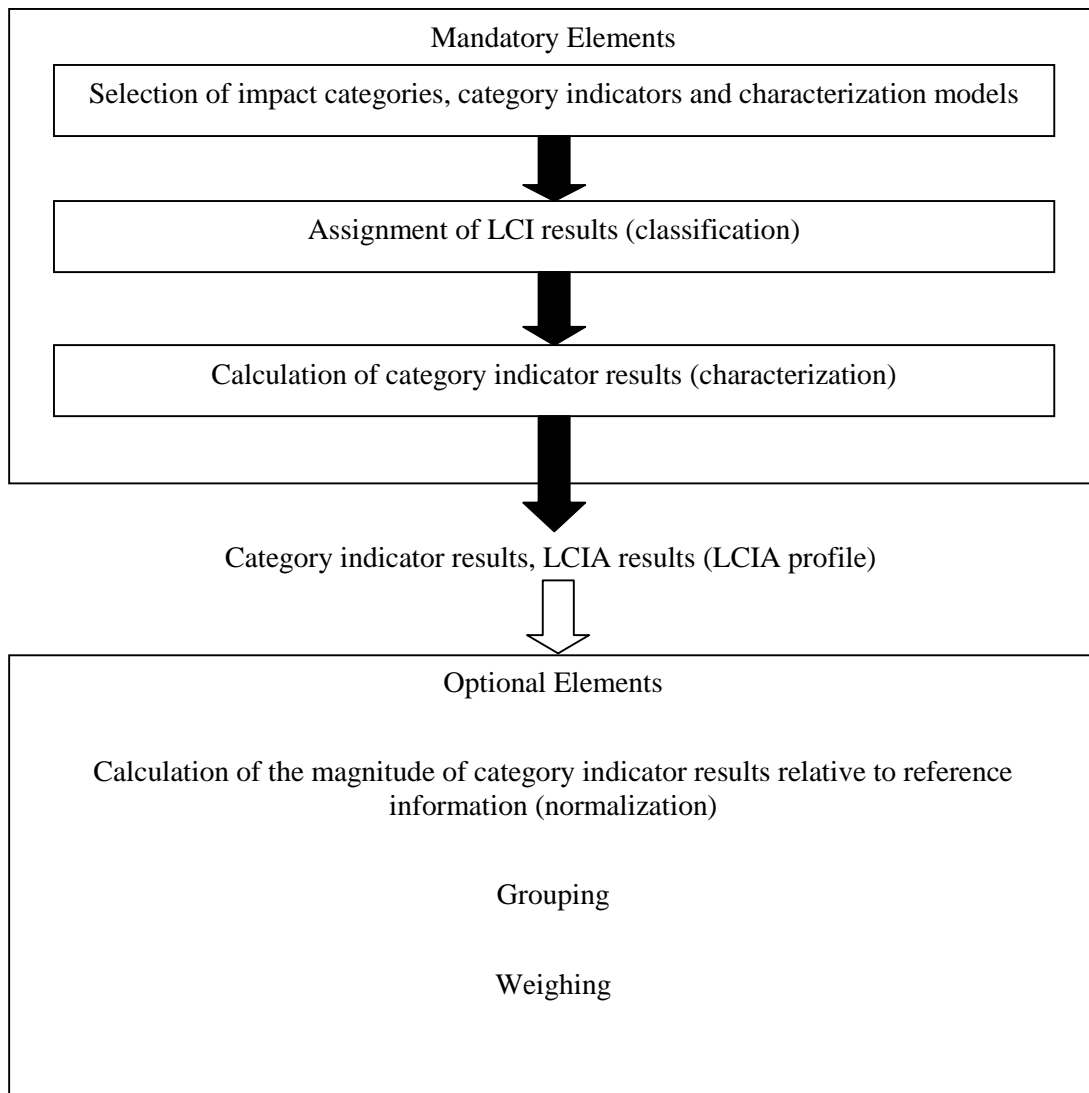 Mandatory Elements
Selection of impact categories, category indicators and characterization models
Assignment of LCI results (classification)
Calculation of category indicator results (characterization)
Category indicator results, LCIA results (LCIA profile)
Optional Elements
Calculation of the magnitude of category indicator results relative to reference
information (normalization)
Grouping
Weighing